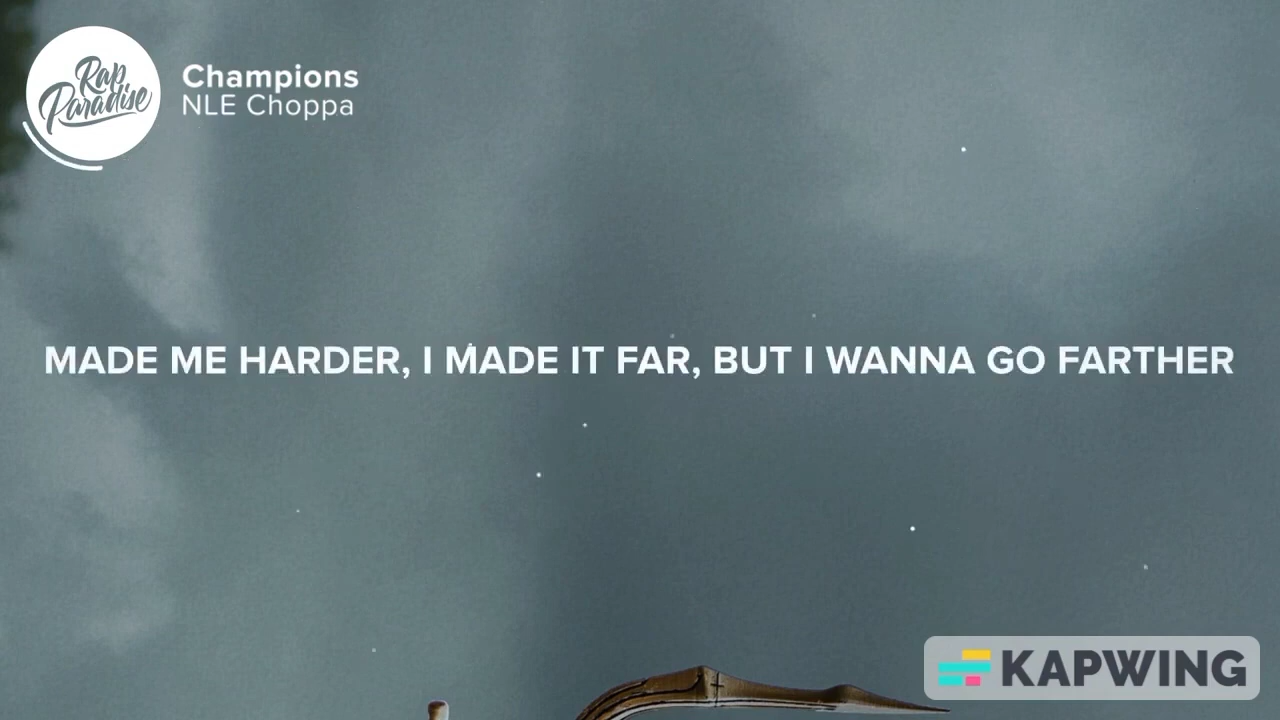 Rap
Paradise
Champions
NLE Choppa
MADE ME HARDER, I MADE IT FAR, BUT I WANNA GO FARTHER
KAPWING